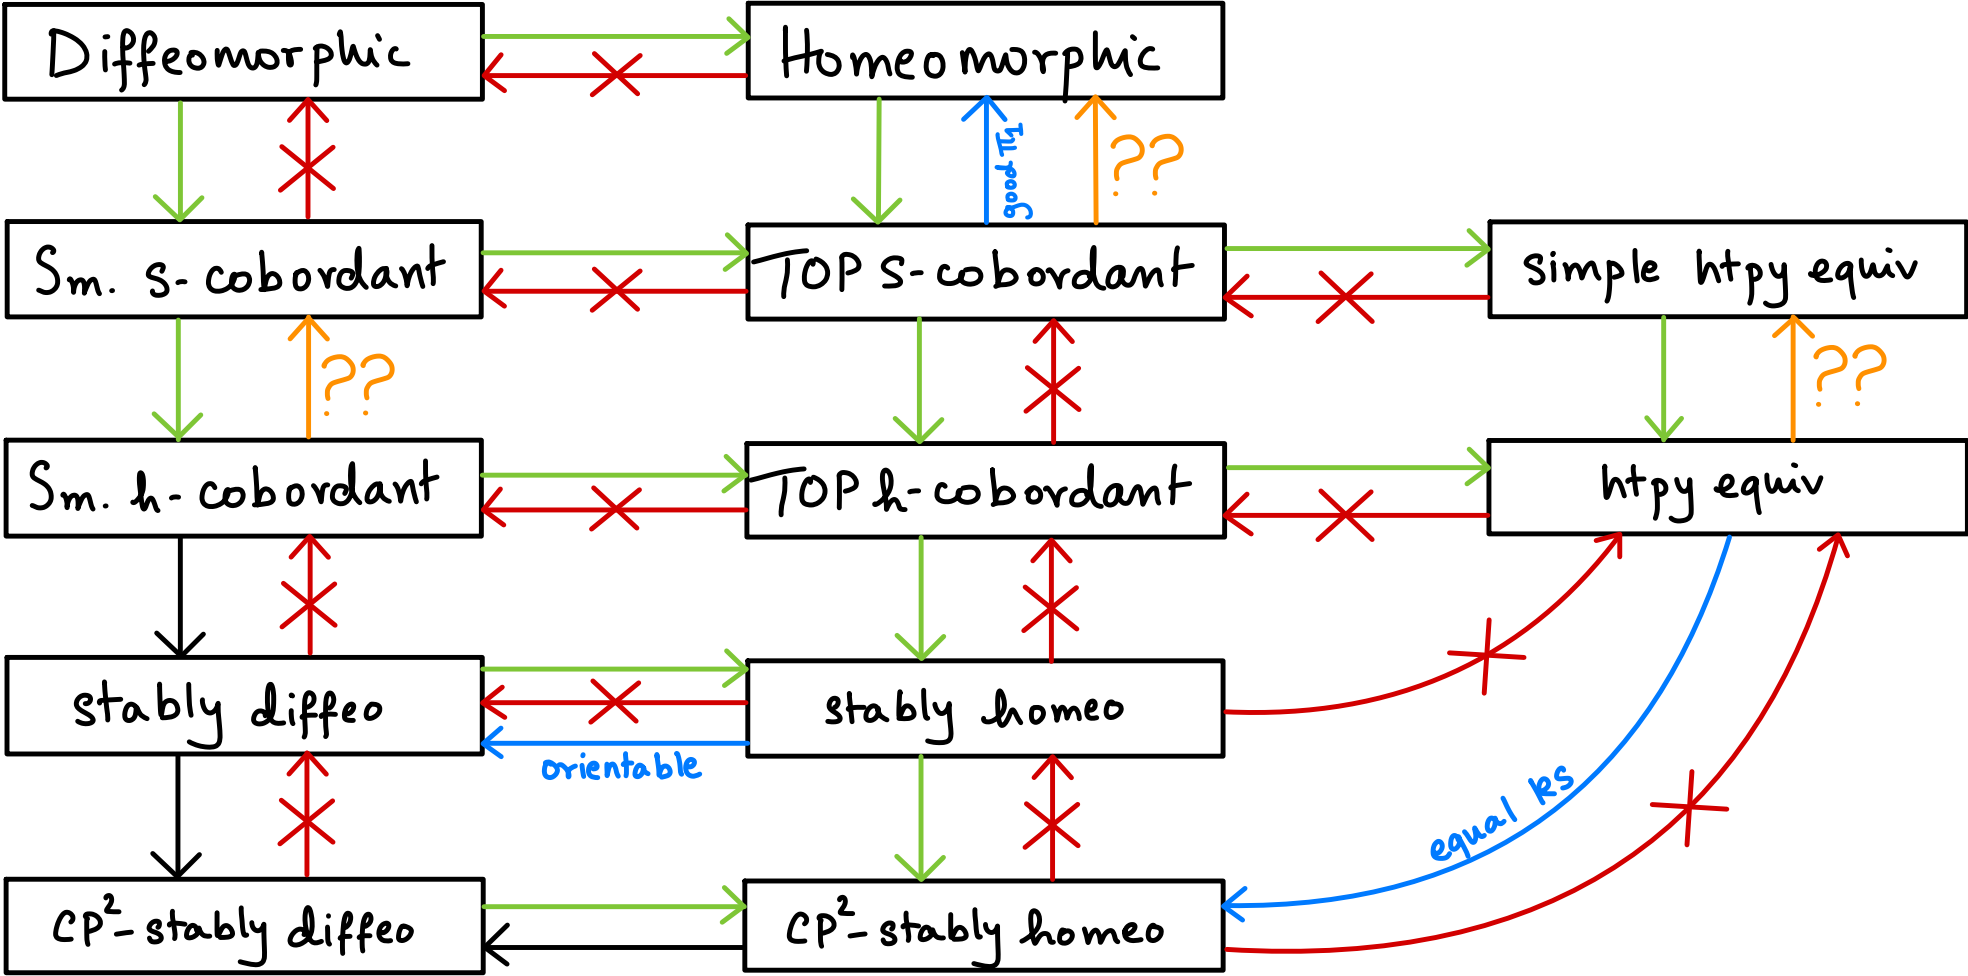 Diffeomorphic
Homeomorphic
good π1
??
Sm. s-cobordant
TOP s-cobordant
simple htpy equiv
??
??
Sm. h-cobordant
TOP h-cobordant
htpy equiv
stably diffeo
stably homeo
orientable
equal ks
CP²-stably diffeo
CP²-stably homeo